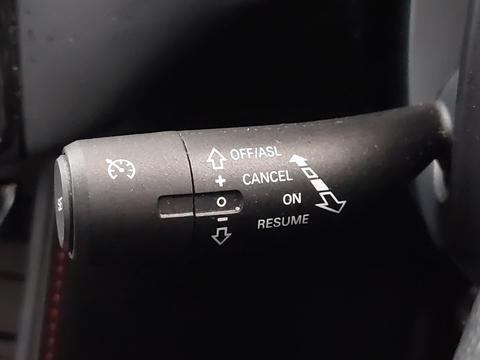 OFF/ASL
+ CANCEL
O ON
- RESUME